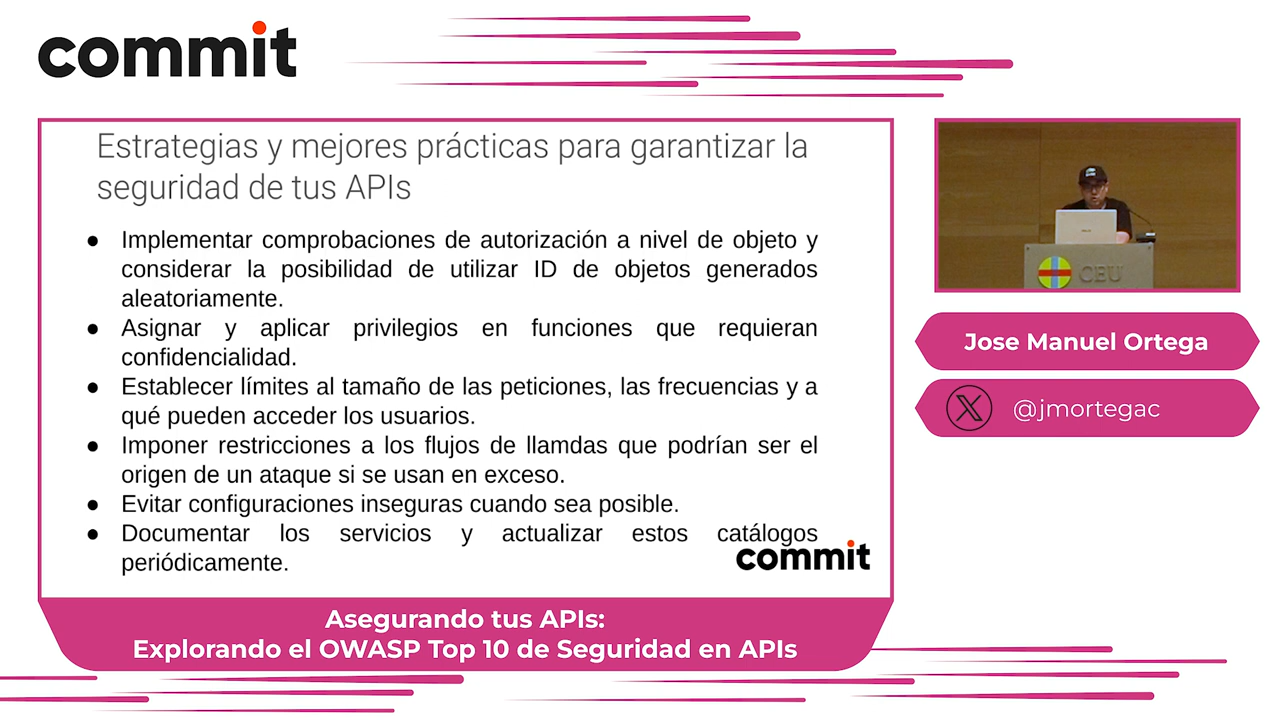 commit
Estrategias y mejores prácticas para garantizar la
seguridad de tus APIs
● Implementar comprobaciones de autorización a nivel de objeto y
considerar la posibilidad de utilizar ID de objetos generados
aleatoriamente.
● Asignar y aplicar privilegios en funciones que requieran
confidencialidad.
● Establecer límites al tamaño de las peticiones, las frecuencias y a
qué pueden acceder los usuarios.
● Imponer restricciones a los flujos de llamdas que podrían ser el
origen de un ataque si se usan en exceso.
● Evitar configuraciones inseguras cuando sea posible.
● Documentar los servicios y actualizar estos catálogos
periódicamente.
commit
Asegurando tus APIs:
Explorando el OWASP Top 10 de Seguridad en APIs
CEU
Jose Manuel Ortega
@jmortegac